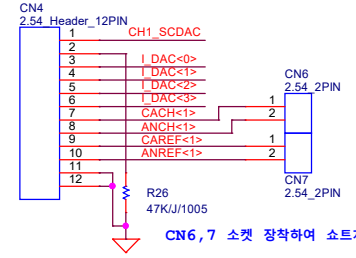 CN4
2.54_Header_12PIN
1 CH1_SCDAC
2
3 I_DAC<0>
4 I_DAC<1>
5 I_DAC<2>
6 I_DAC<3>
7 CACH<1>
8 ANCH<1>
9 CAREF<1>
10 ANREF<1>
11
12
CN6
2.54_2PIN
1
2
1
2
CN7
2.54_2PIN
R26
47K/J/1005
CN6,7 소켓 장착하여 쇼트